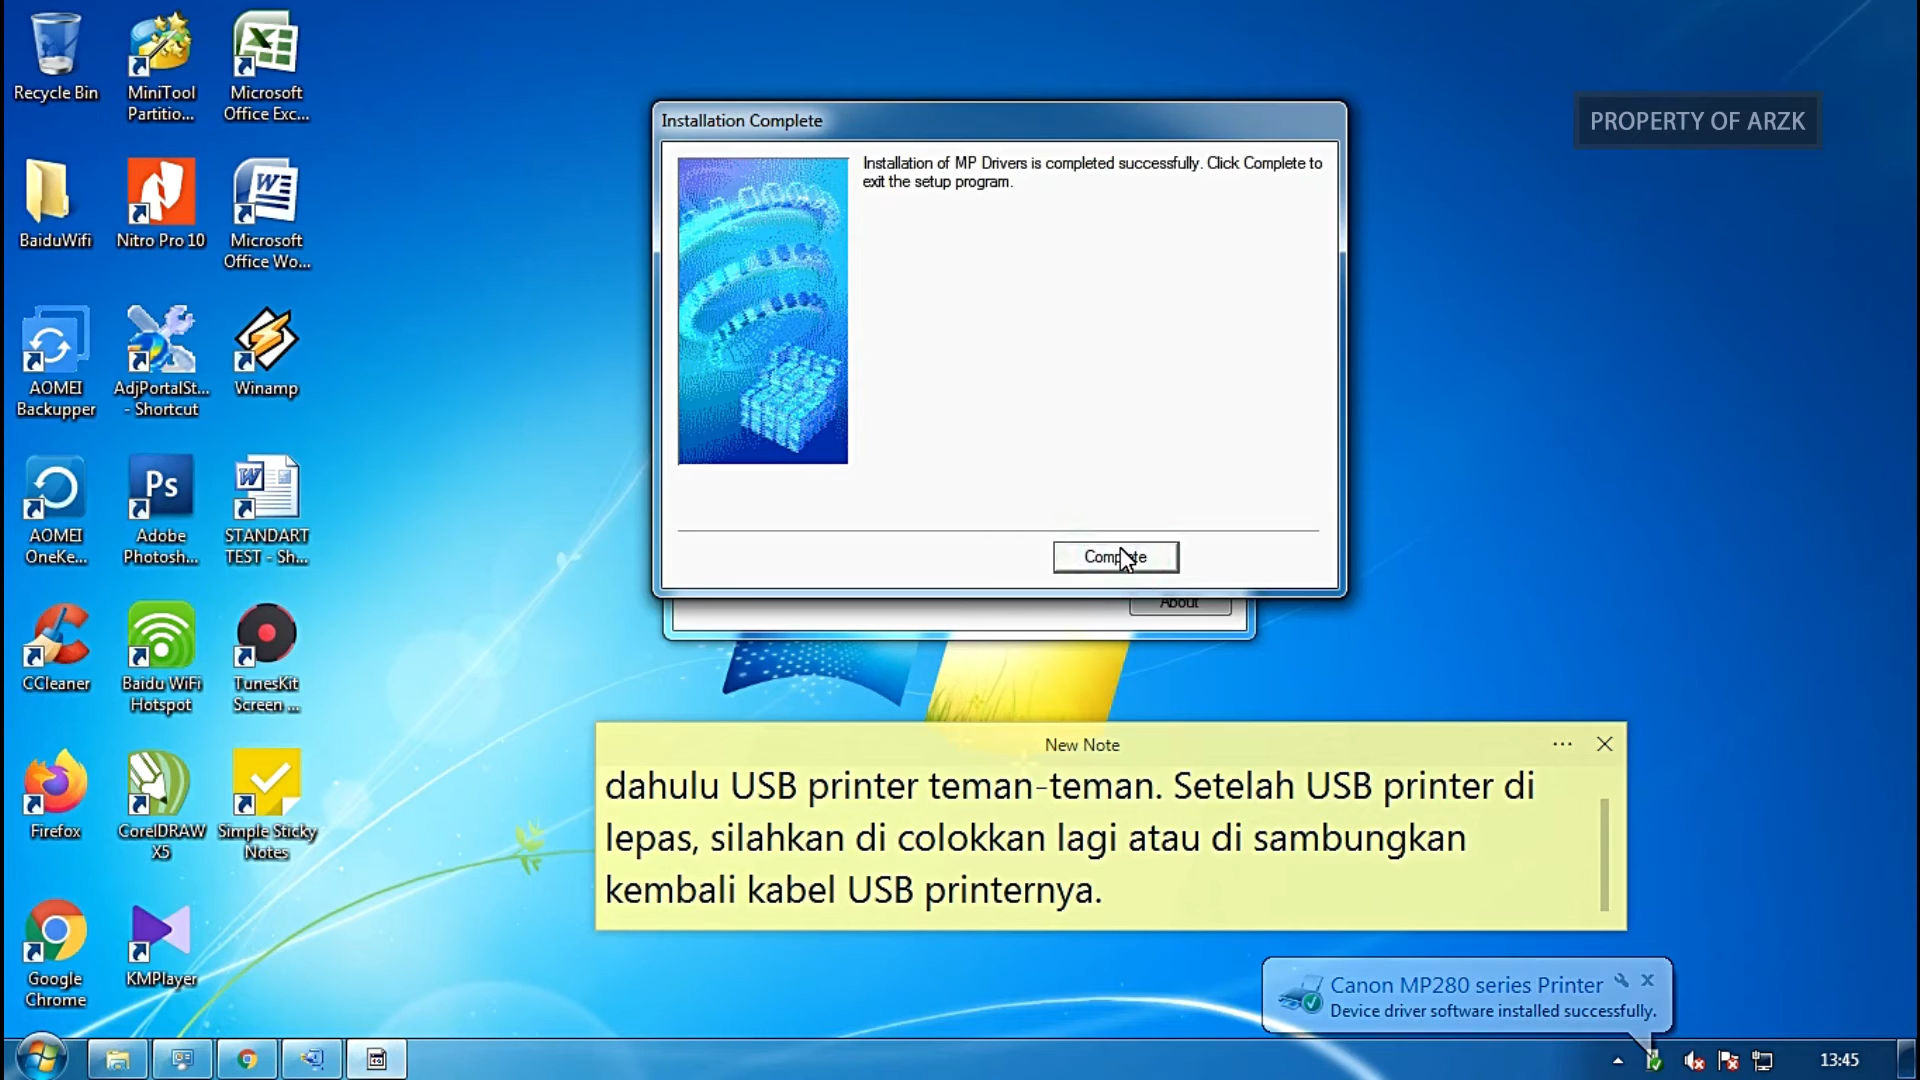 Recycle Bin
MiniTool
Partitio...
Microsoft
Office Exc...
BaiduWifi
Nitro Pro 10
Microsoft
Office Wo...
AOMEI
Backupper
AdjPortalSt...
- Shortcut
Winamp
AOMEI
OneKe...
Ps
Adobe
Photosh...
STANDART
TEST - Sh...
CCleaner
Baidu WiFi
Hotspot
TunesKit
Screen ...
Firefox
CorelDRAW
X5
Simple Sticky
Notes
Google
Chrome
KMPlayer
PROPERTY OF ARZK
Installation Complete
Installation of MP Drivers is completed successfully. Click Complete to
exit the setup program.
Complete
About
New Note
dahulu USB printer teman-teman. Setelah USB printer di
lepas, silahkan di colokkan lagi atau di sambungkan
kembali kabel USB printernya.
Canon MP280 series Printer
Device driver software installed successfully.
13:45